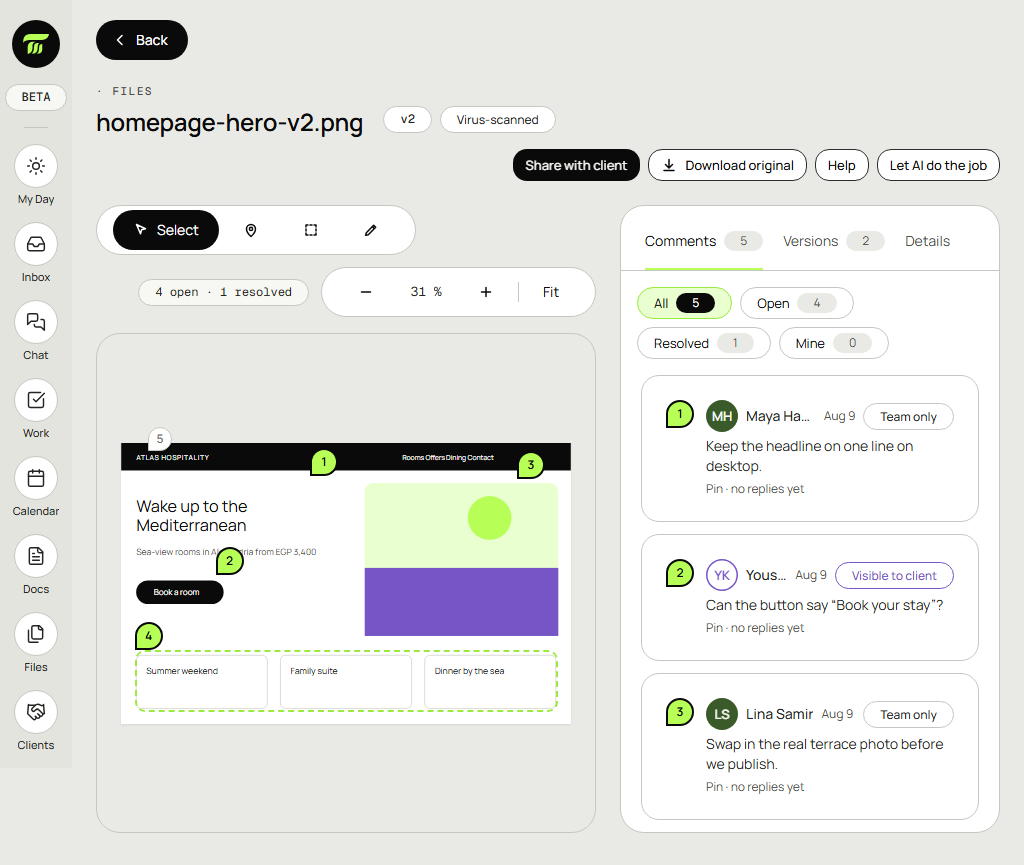 Back
BETA
My Day
Inbox
Chat
Work
Calendar
Docs
Files
Clients
· FILES
homepage-hero-v2.png
v2
Virus-scanned
Share with client
Download original
Help
Let AI do the job
Select
4 open · 1 resolved
31 %
Fit
5
ATLAS HOSPITALITY
1
Rooms Offers Dining Contact
3
Wake up to the
Mediterranean
Sea-view rooms in Al ndria from EGP 3,400
2
Book a room
4
Summer weekend
Family suite
Dinner by the sea
Comments 5
Versions 2
Details
All 5
Open 4
Resolved 1
Mine 0
1
MH
Maya Ha...
Aug 9
Team only
Keep the headline on one line on
desktop.
Pin · no replies yet
2
YK
Yous...
Aug 9
Visible to client
Can the button say “Book your stay”?
Pin · no replies yet
3
LS
Lina Samir
Aug 9
Team only
Swap in the real terrace photo before
we publish.
Pin · no replies yet